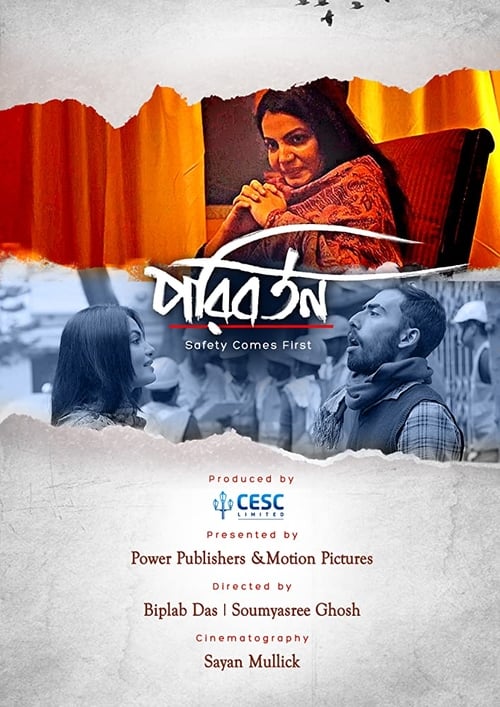 পরিবর্তন
Safety Comes First
Produced by
CESC
LIMITED
Presented by
Power Publishers &Motion Pictures
Directed by
Biplab Das | Soumyasree Ghosh
Cinematography
Sayan Mullick